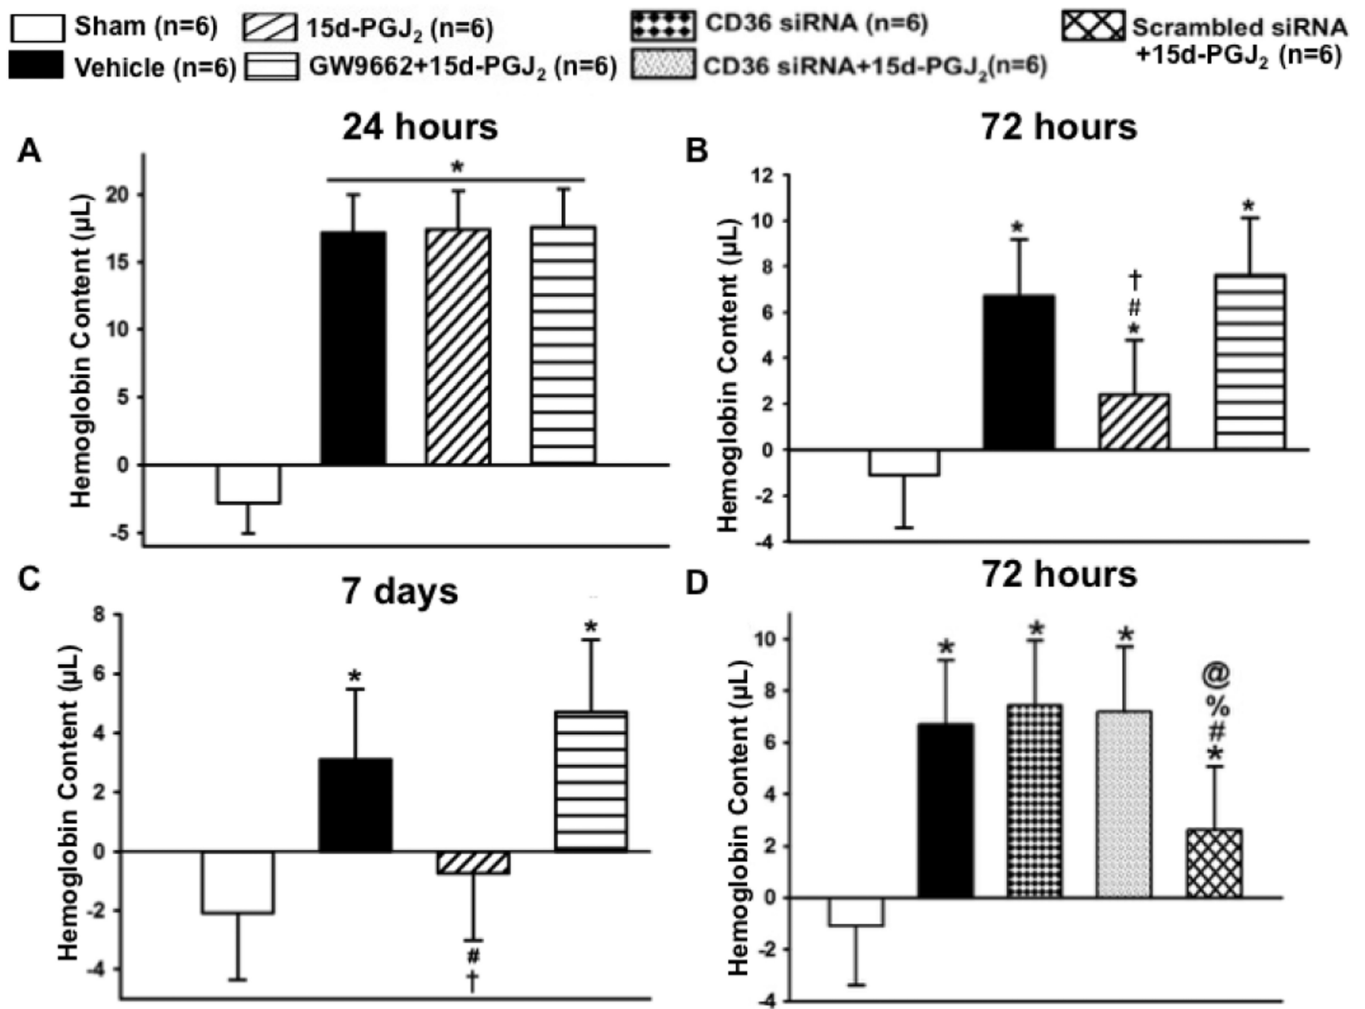 Sham (n=6)
15d-PGJ₂ (n=6)
CD36 siRNA (n=6)
Scrambled siRNA
+15d-PGJ₂ (n=6)
Vehicle (n=6)
GW9662+15d-PGJ₂ (n=6)
CD36 siRNA+15d-PGJ₂(n=6)
A
24 hours
Hemoglobin Content (µL)
20
15
10
5
0
-5
*
B
72 hours
Hemoglobin Content (µL)
12
10
8
6
4
2
0
-2
-4
*
†
#
*
*
C
7 days
Hemoglobin Content (µL)
8
6
4
2
0
-2
-4
*
#
†
*
D
72 hours
Hemoglobin Content (µL)
10
8
6
4
2
0
-2
-4
*
*
*
@
%
#
*